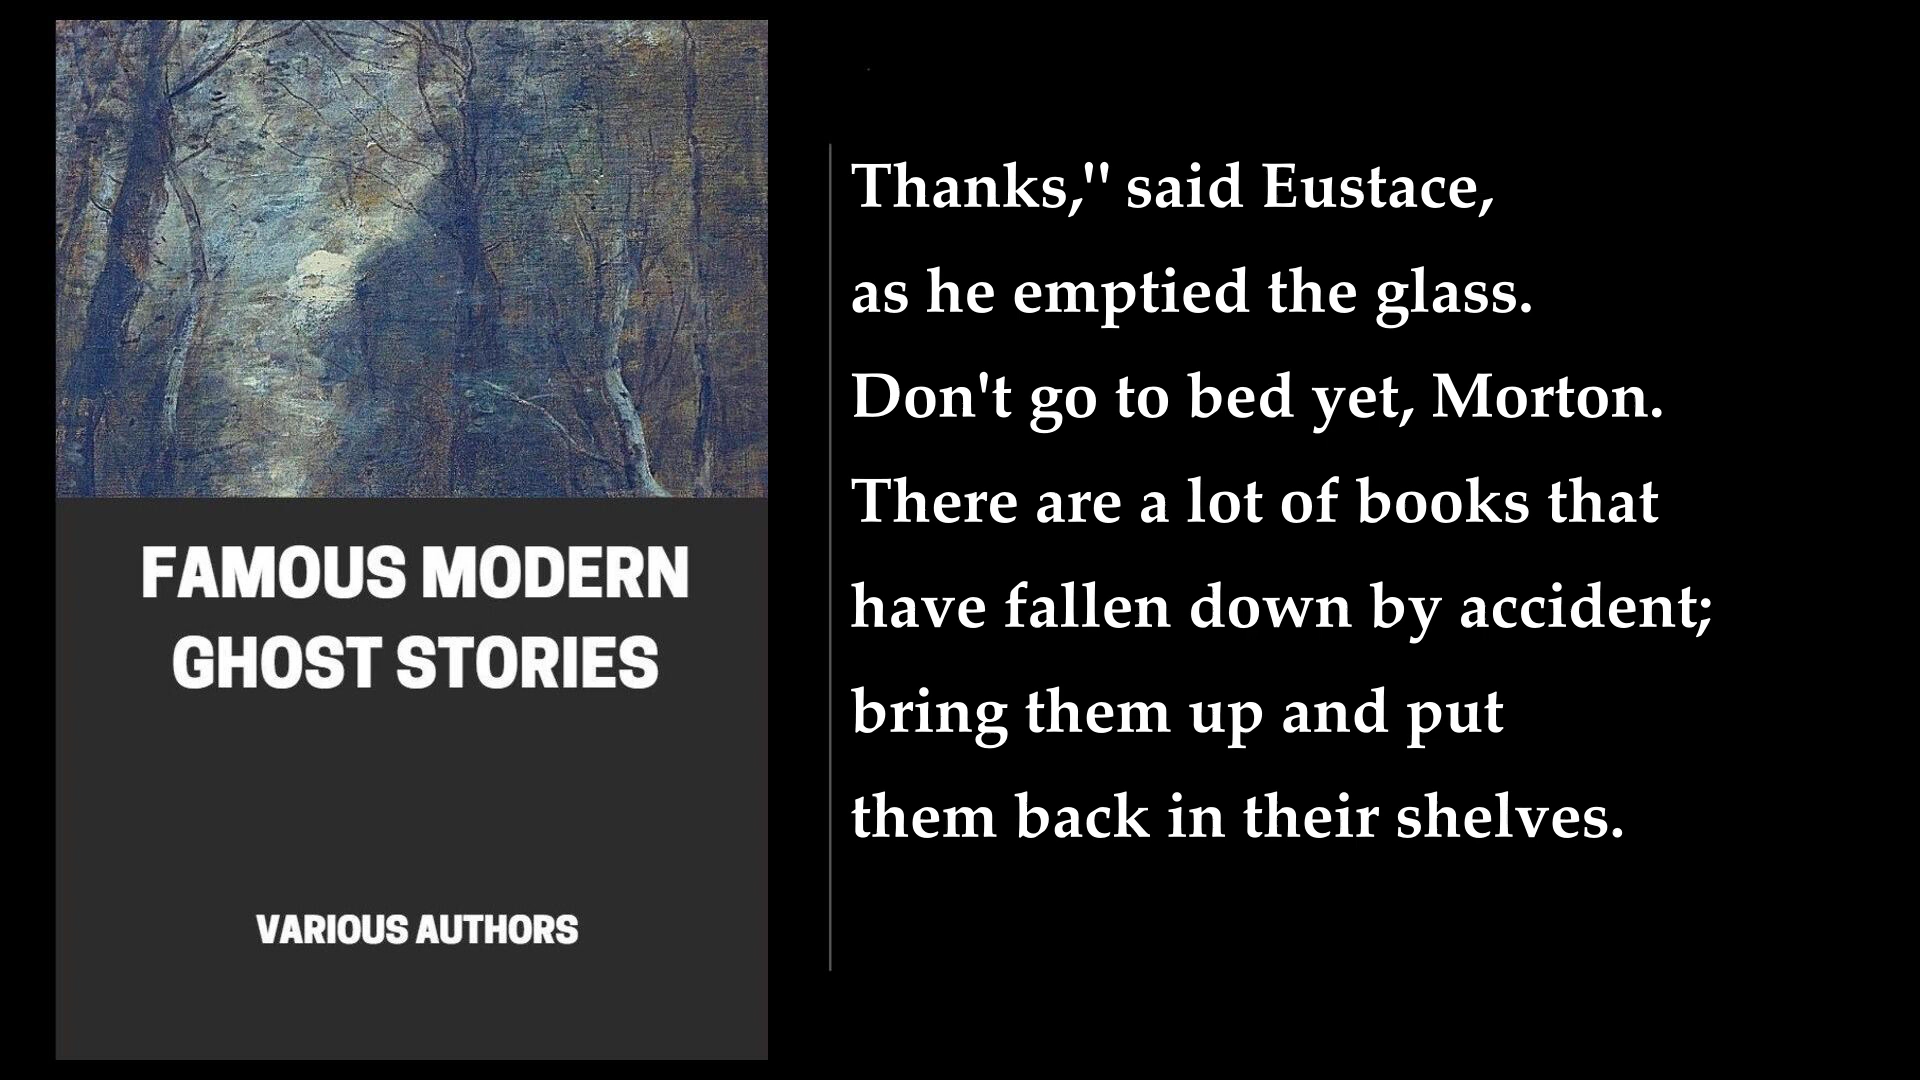 FAMOUS MODERN
GHOST STORIES
VARIOUS AUTHORS
Thanks," said Eustace,
as he emptied the glass.
Don't go to bed yet, Morton.
There are a lot of books that
have fallen down by accident;
bring them up and put
them back in their shelves.